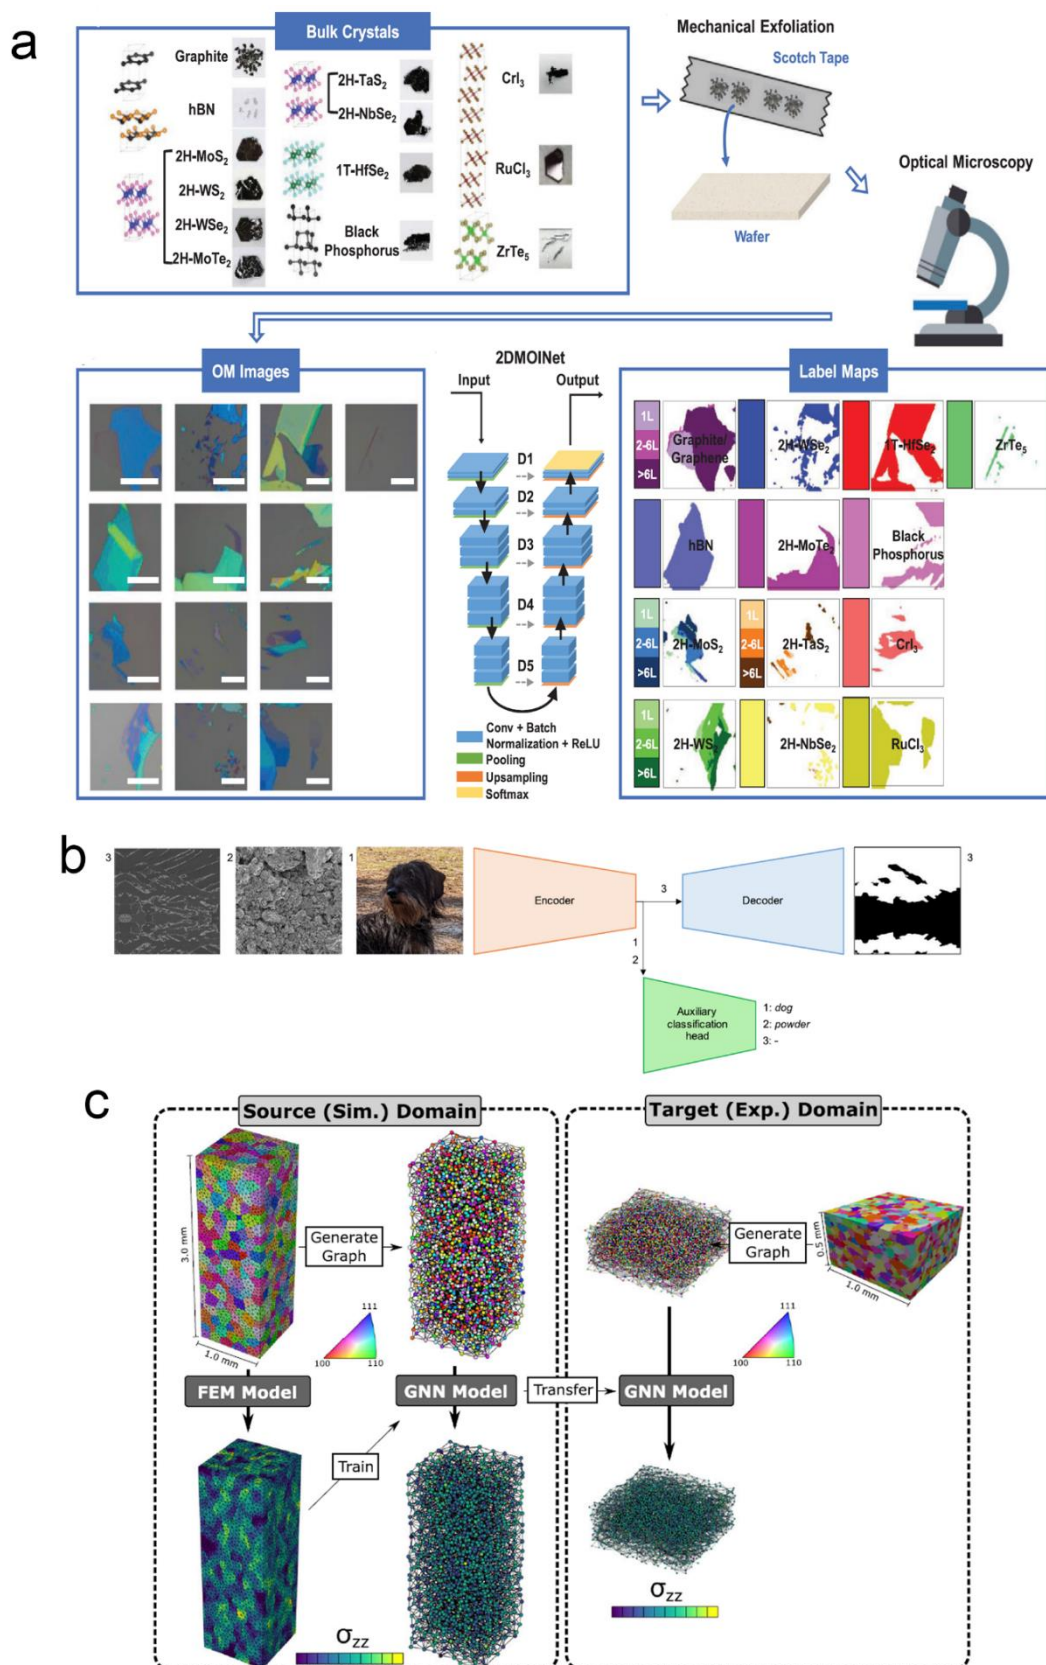 a
Bulk Crystals
Graphite
hBN
2H-MoS2
2H-WS2
2H-WSe2
2H-MoTe2
2H-TaS2
2H-NbSe2
1T-HfSe2
Black
Phosphorus
CrI3
RuCl3
ZrTe5
Mechanical Exfoliation
Scotch Tape
Wafer
Optical Microscopy
OM Images
2DMOINet
Input
Output
D1
D2
D3
D4
D5
Conv + Batch
Normalization + ReLU
Pooling
Upsampling
Softmax
Label Maps
1L
2-6L
>6L
Graphite/
Graphene
2H-WSe2
1T-HfSe2
ZrTe5
hBN
2H-MoTe2
Black
Phosphorus
1L
2-6L
>6L
2H-MoS2
1L
2-6L
>6L
2H-TaS2
CrI3
1L
2-6L
>6L
2H-WS2
2H-NbSe2
RuCl3
b
3
2
1
Encoder
3
Decoder
3
1
2
Auxiliary
classification
head
1: dog
2: powder
3: -
c
Source (Sim.) Domain
3.0 mm
1.0 mm
Generate
Graph
111
100
110
FEM Model
GNN Model
Train
σzz
Transfer
Target (Exp.) Domain
Generate
Graph
0.5 mm
1.0 mm
111
100
110
GNN Model
σzz